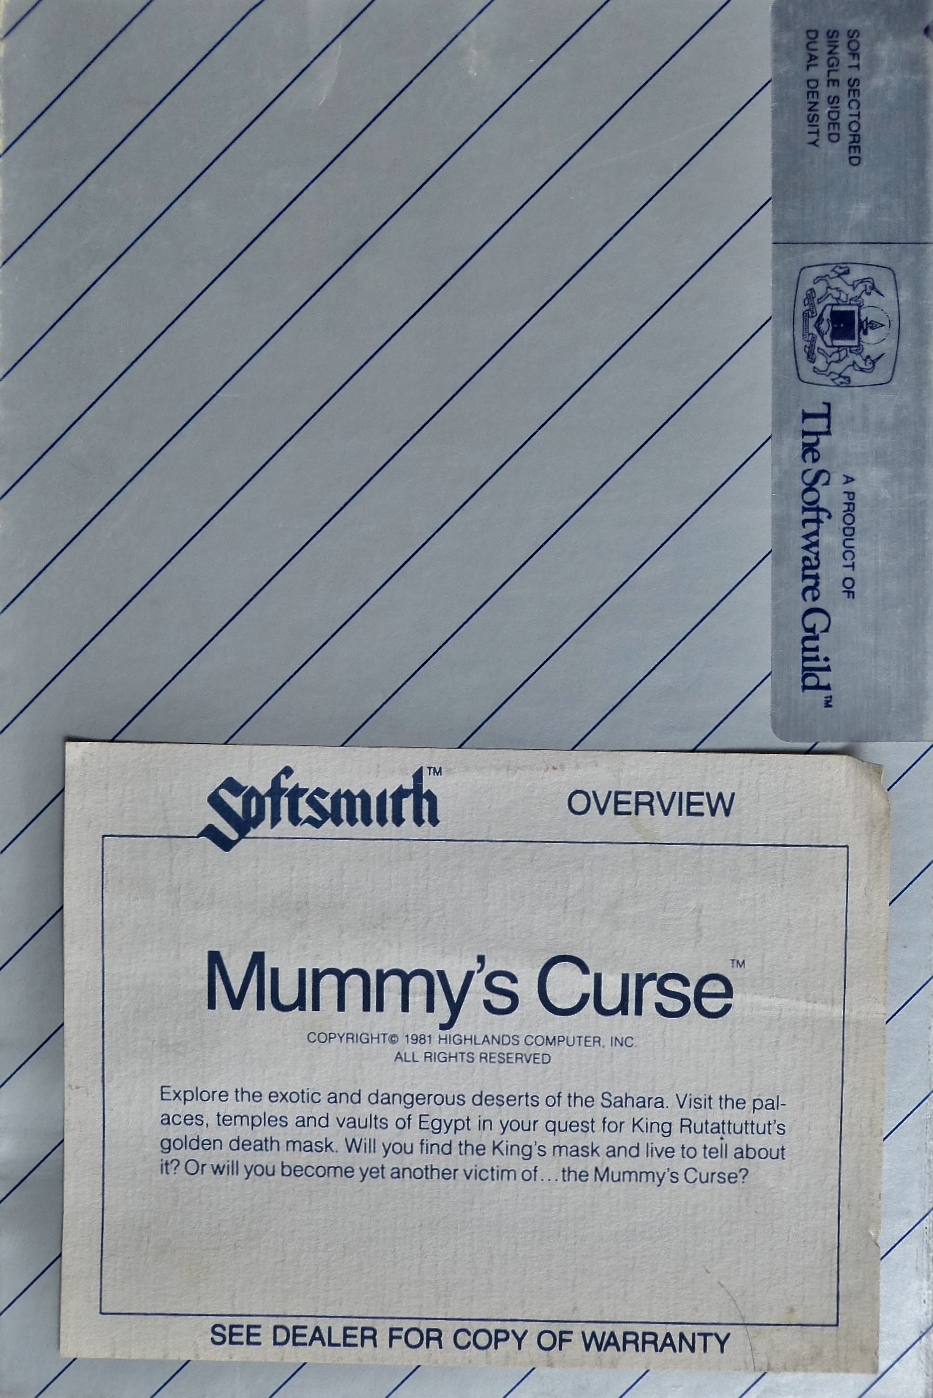 SOFT SECTORED
SINGLE SIDED
DUAL DENSITY
A PRODUCT OF
The Software Guild™
Softsmith™
OVERVIEW
Mummy's Curse™
COPYRIGHT© 1981 HIGHLANDS COMPUTER, INC.
ALL RIGHTS RESERVED
Explore the exotic and dangerous deserts of the Sahara. Visit the pal-
aces, temples and vaults of Egypt in your quest for King Rutattuttut's
golden death mask. Will you find the King's mask and live to tell about
it? Or will you become yet another victim of...the Mummy's Curse?
SEE DEALER FOR COPY OF WARRANTY